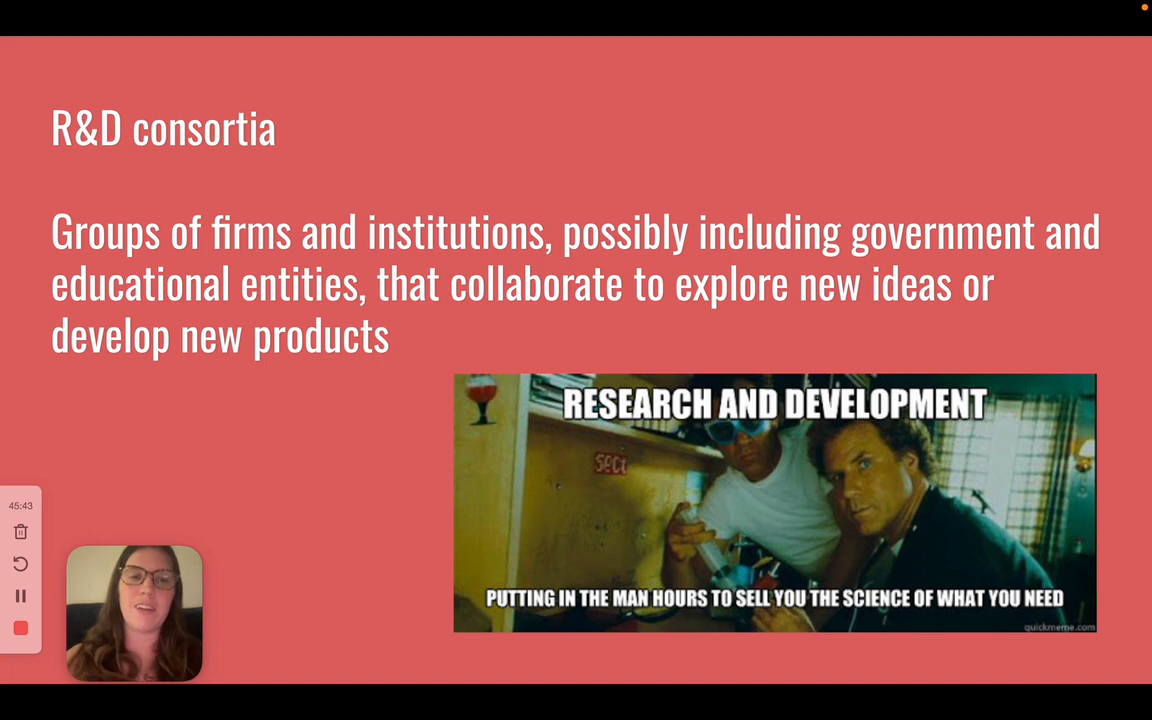 R&D consortia
Groups of firms and institutions, possibly including government and
educational entities, that collaborate to explore new ideas or
develop new products
RESEARCH AND DEVELOPMENT
sect
PUTTING IN THE MAN HOURS TO SELL YOU THE SCIENCE OF WHAT YOU NEED
quickmeme.com
45:43